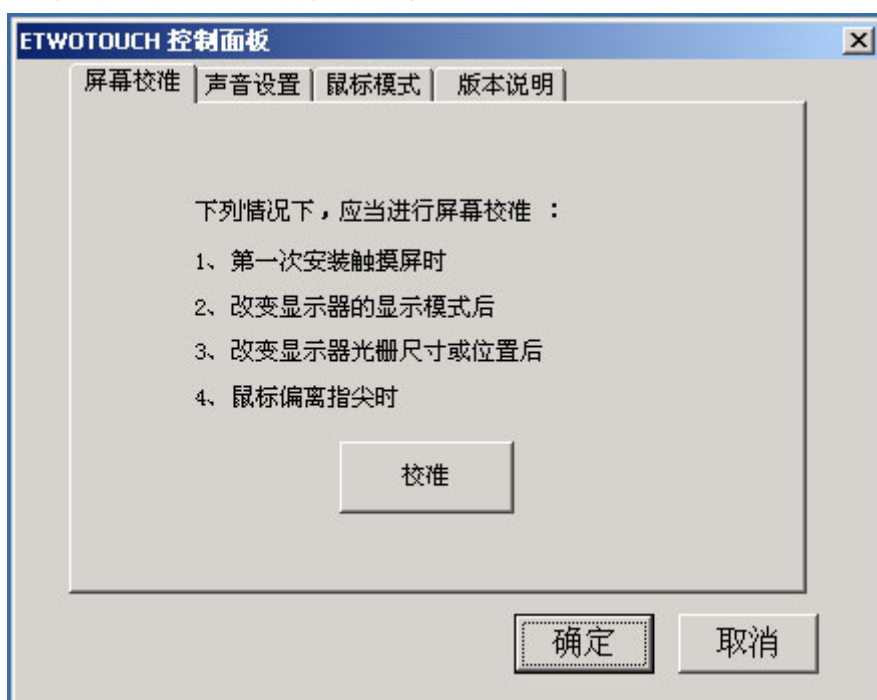 ETWOTOUCH 控制面板
屏幕校准 声音设置 鼠标模式 版本说明
下列情况下，应当进行屏幕校准 ：
1、第一次安装触摸屏时
2、改变显示器的显示模式后
3、改变显示器光栅尺寸或位置后
4、鼠标偏离指尖时
校准
确定 取消